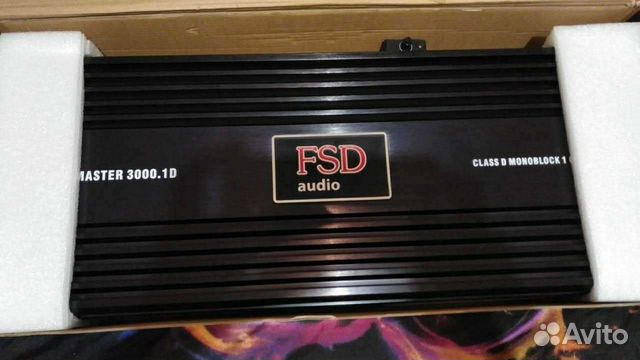 FSD
audio
MASTER 3000.1D
CLASS D MONOBLOCK 1
Avito